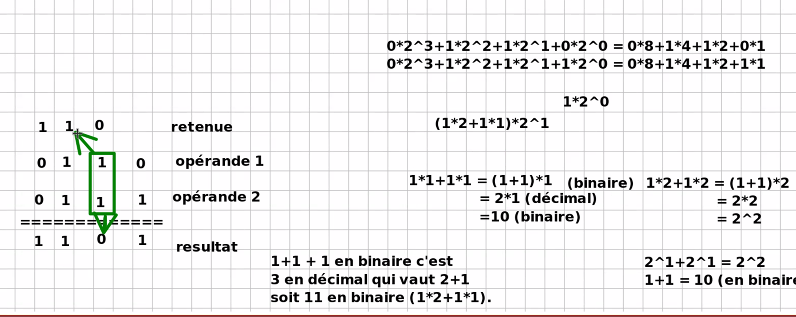 0*2^3+1*2^2+1*2^1+0*2^0 = 0*8+1*4+1*2+0*1
0*2^3+1*2^2+1*2^1+1*2^0 = 0*8+1*4+1*2+1*1
1*2^0
(1*2+1*1)*2^1
1 1 0 retenue
0 1 1 0 opérande 1
0 1 1 1 opérande 2
=============
1 1 0 1 resultat
1*1+1*1 = (1+1)*1 (binaire)
= 2*1 (décimal)
=10 (binaire)
1*2+1*2 = (1+1)*2
= 2*2
= 2^2
1+1 + 1 en binaire c'est
3 en décimal qui vaut 2+1
soit 11 en binaire (1*2+1*1).
2^1+2^1 = 2^2
1+1 = 10 (en binaire